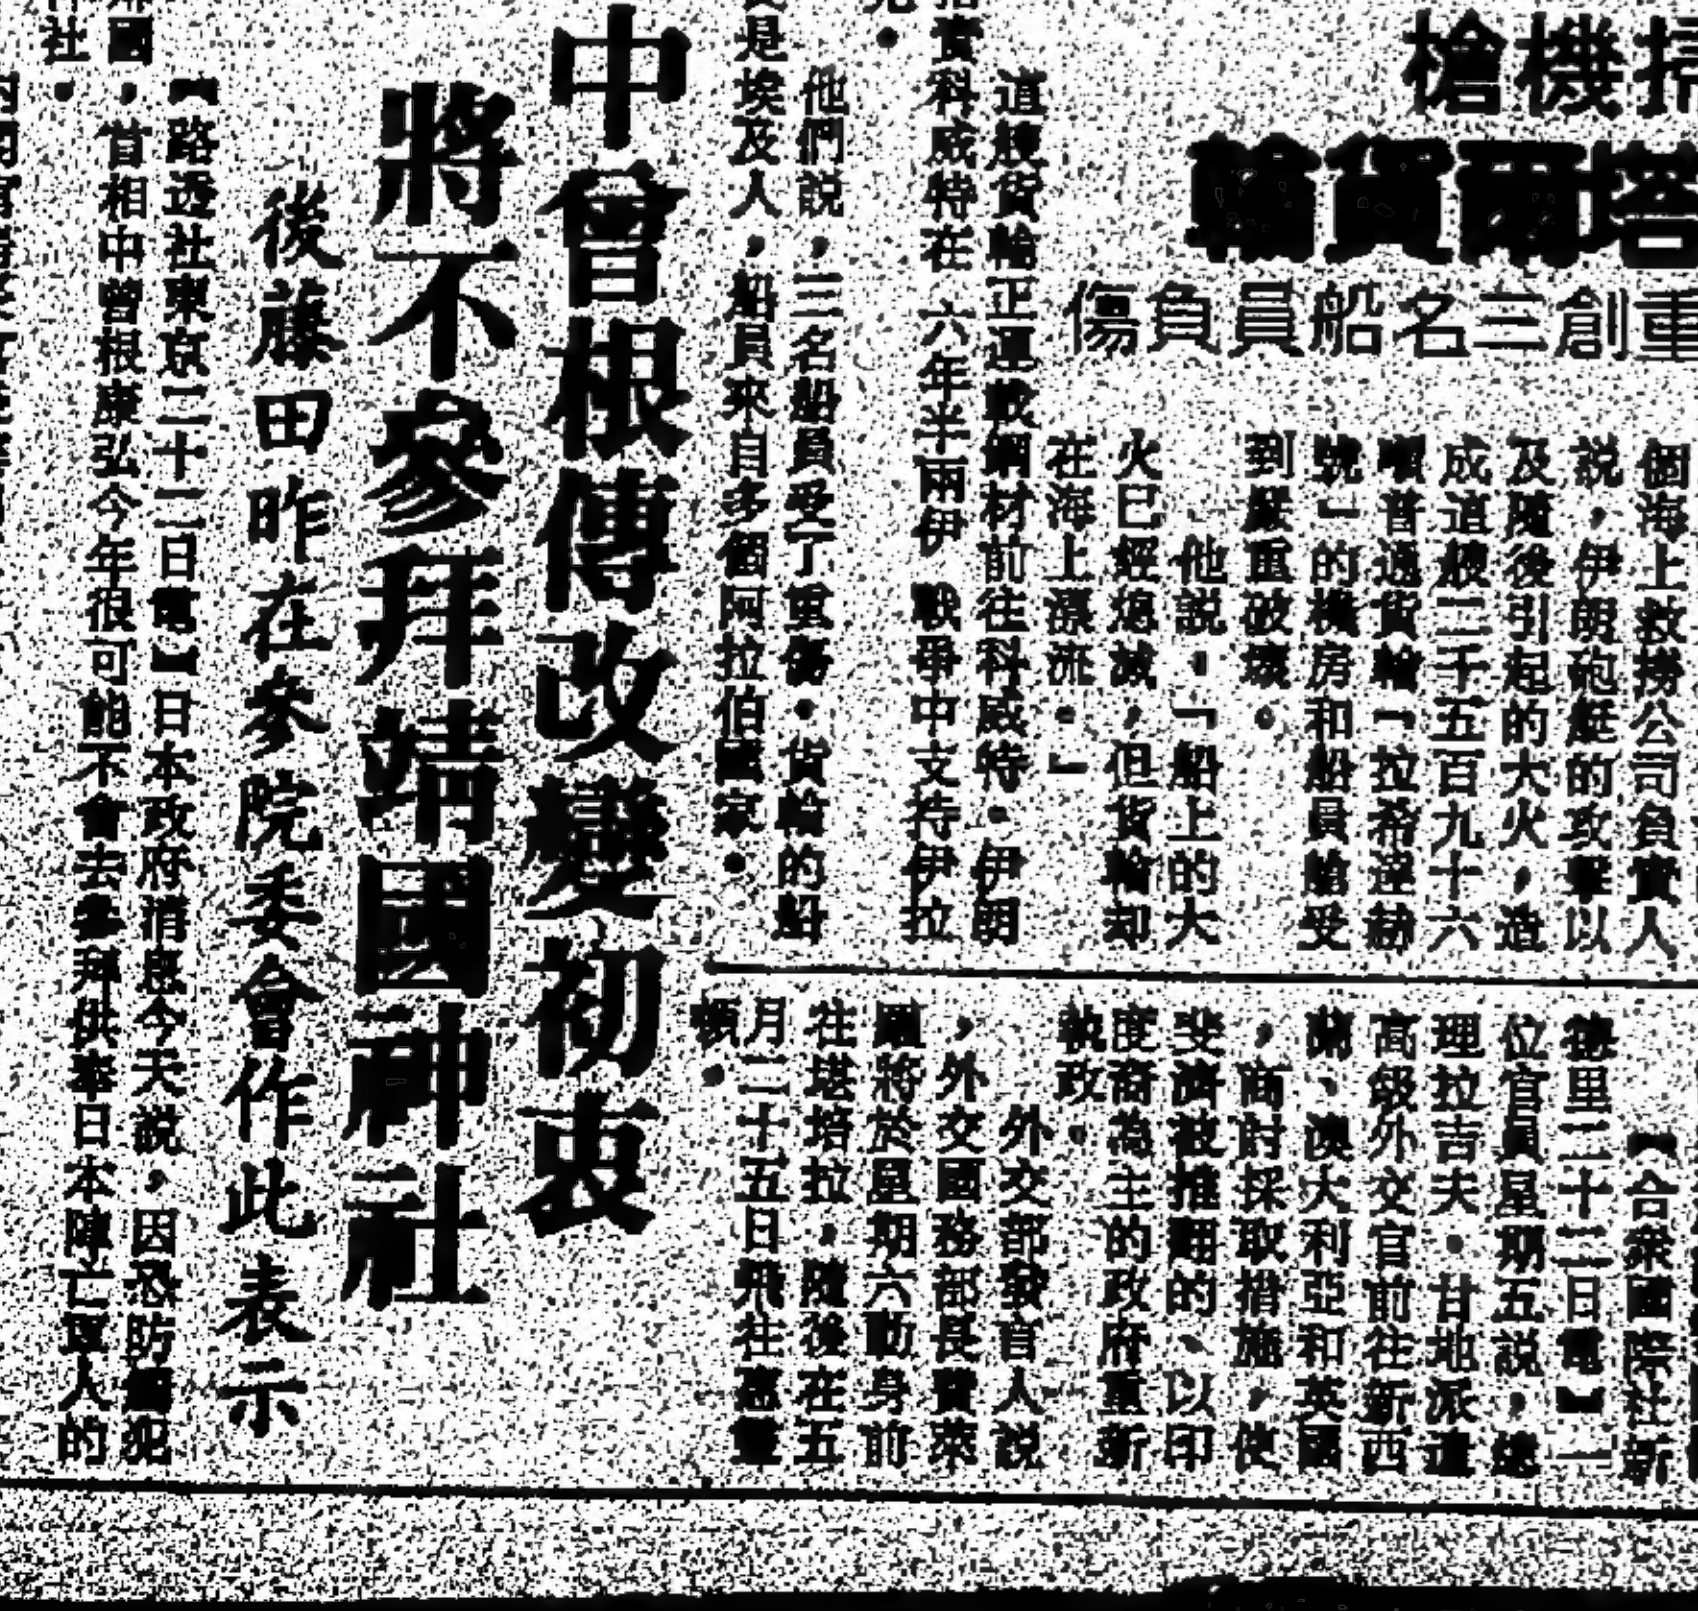 槍機掃
輪貨爾塔
傷負員船名三創重
個海上救撈公司負責人
說，伊朗砲艇的攻擊以
及隨後引起的大火，造
成這艘二千五百九十六
噸普通貨輪「拉希達赫
號」的機房和船員艙受
到嚴重破壞。
他說，「船上的大
火已經熄滅，但貨輪却
在海上漂流。」
這艘貨輪正運載鋼材前往科威特。伊朗
指責科威特在六年半兩伊戰爭中支持伊拉
克。
他們說，三名船員受了重傷。貨輪的船
長是埃及人，船員來自多個阿拉伯國家。
【合衆國際社新
德里二十二日電】一
位官員星期五說，總
理拉吉夫·甘地派遣
高級外交官前往新西
蘭、澳大利亞和英國
，商討採取措施，使
斐濟被推翻的、以印
度裔為主的政府重新
執政。
外交部發言人說
，外交國務部長賈萊
圖將於星期六動身前
往堪培拉，隨後在五
月二十五日飛往惠靈
頓。
中曾根傳改變初衷
將不參拜靖國神社
後藤田昨在參院委會作此表示
【路透社東京二十二日電】日本政府消息今天說，因恐防觸犯
國，首相中曾根康弘今年很可能不會去參拜供奉日本陣亡軍人的
社。